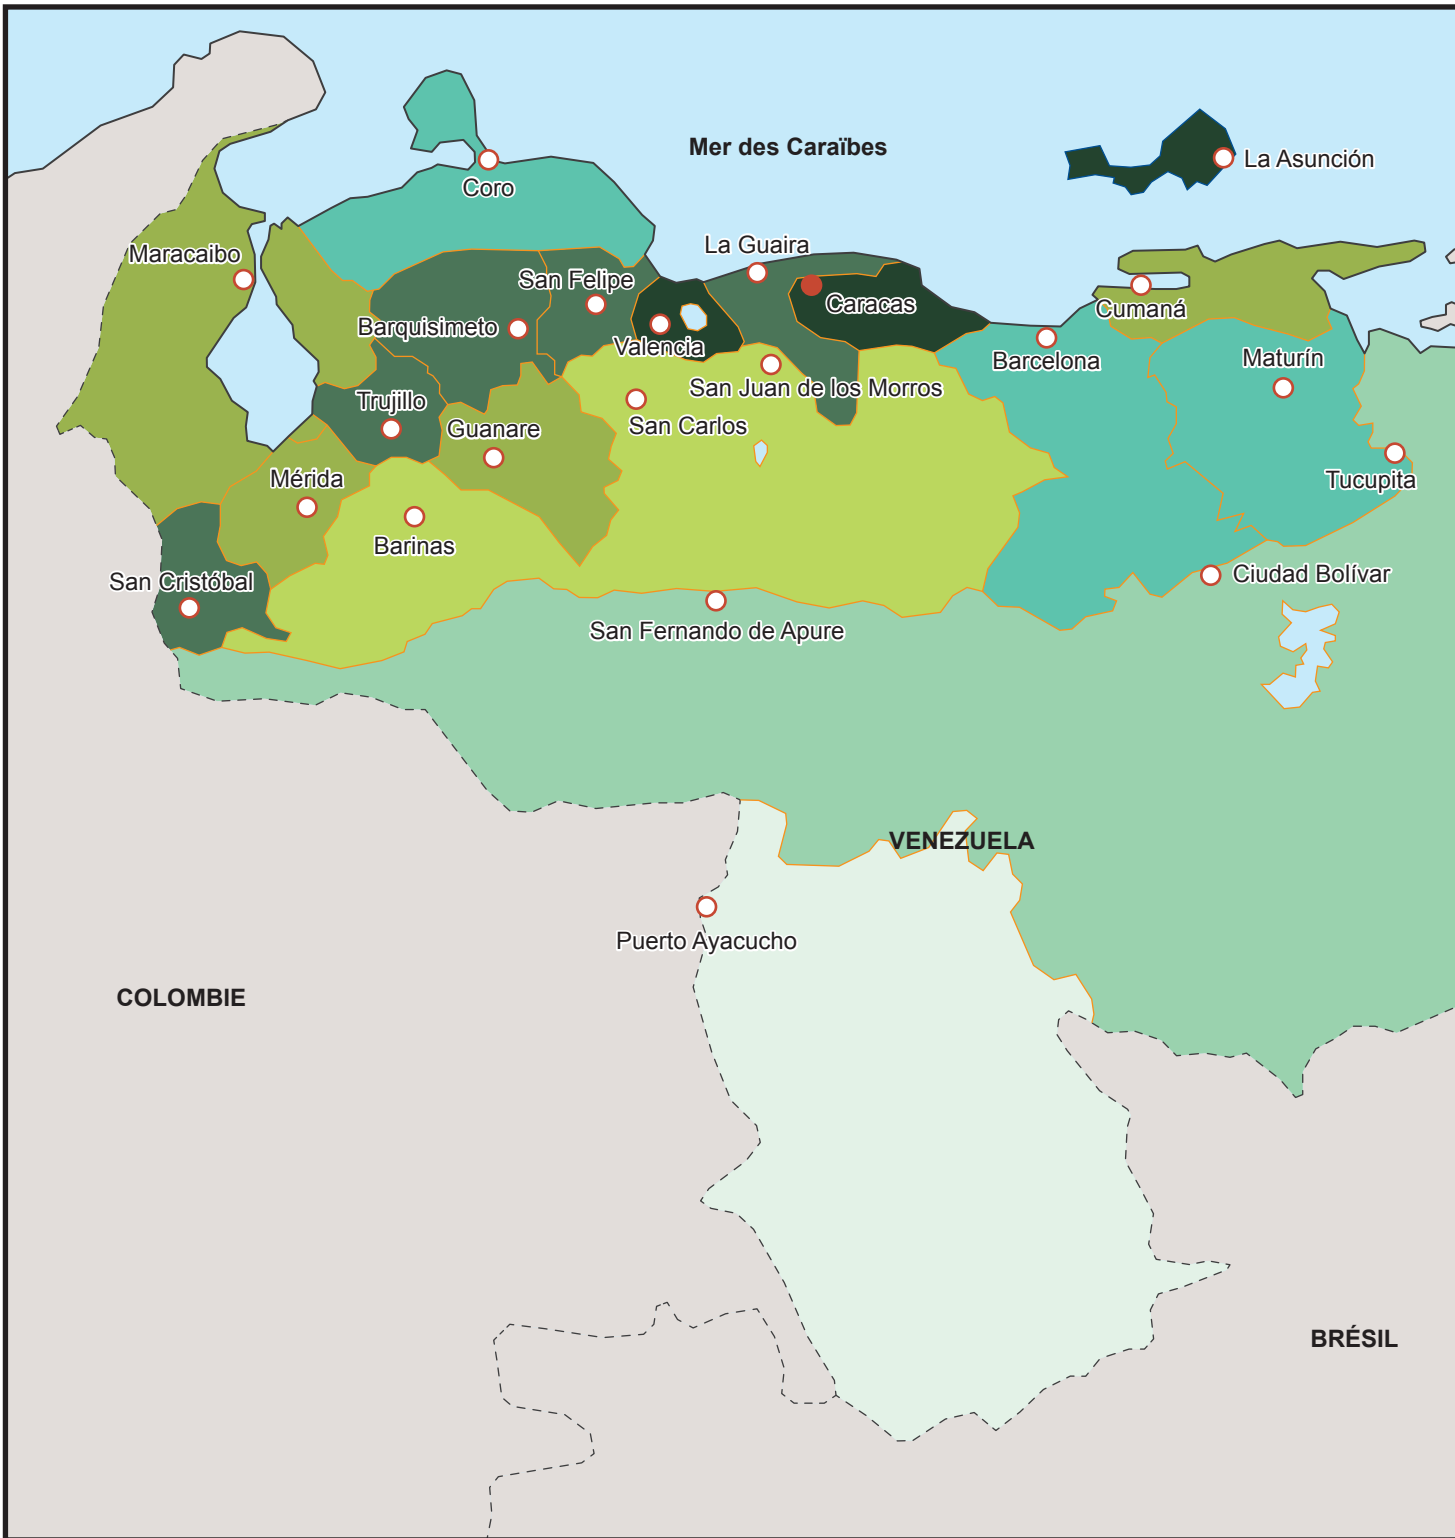 Mer des Caraïbes
La Asunción
Coro
La Guaira
Maracaibo
San Felipe
Caracas
Cumaná
Barquisimeto
Valencia
Barcelona
Maturín
San Juan de los Morros
Trujillo
San Carlos
Guanare
Mérida
Tucupita
Barinas
San Cristóbal
Ciudad Bolívar
San Fernando de Apure
VENEZUELA
Puerto Ayacucho
COLOMBIE
BRÉSIL